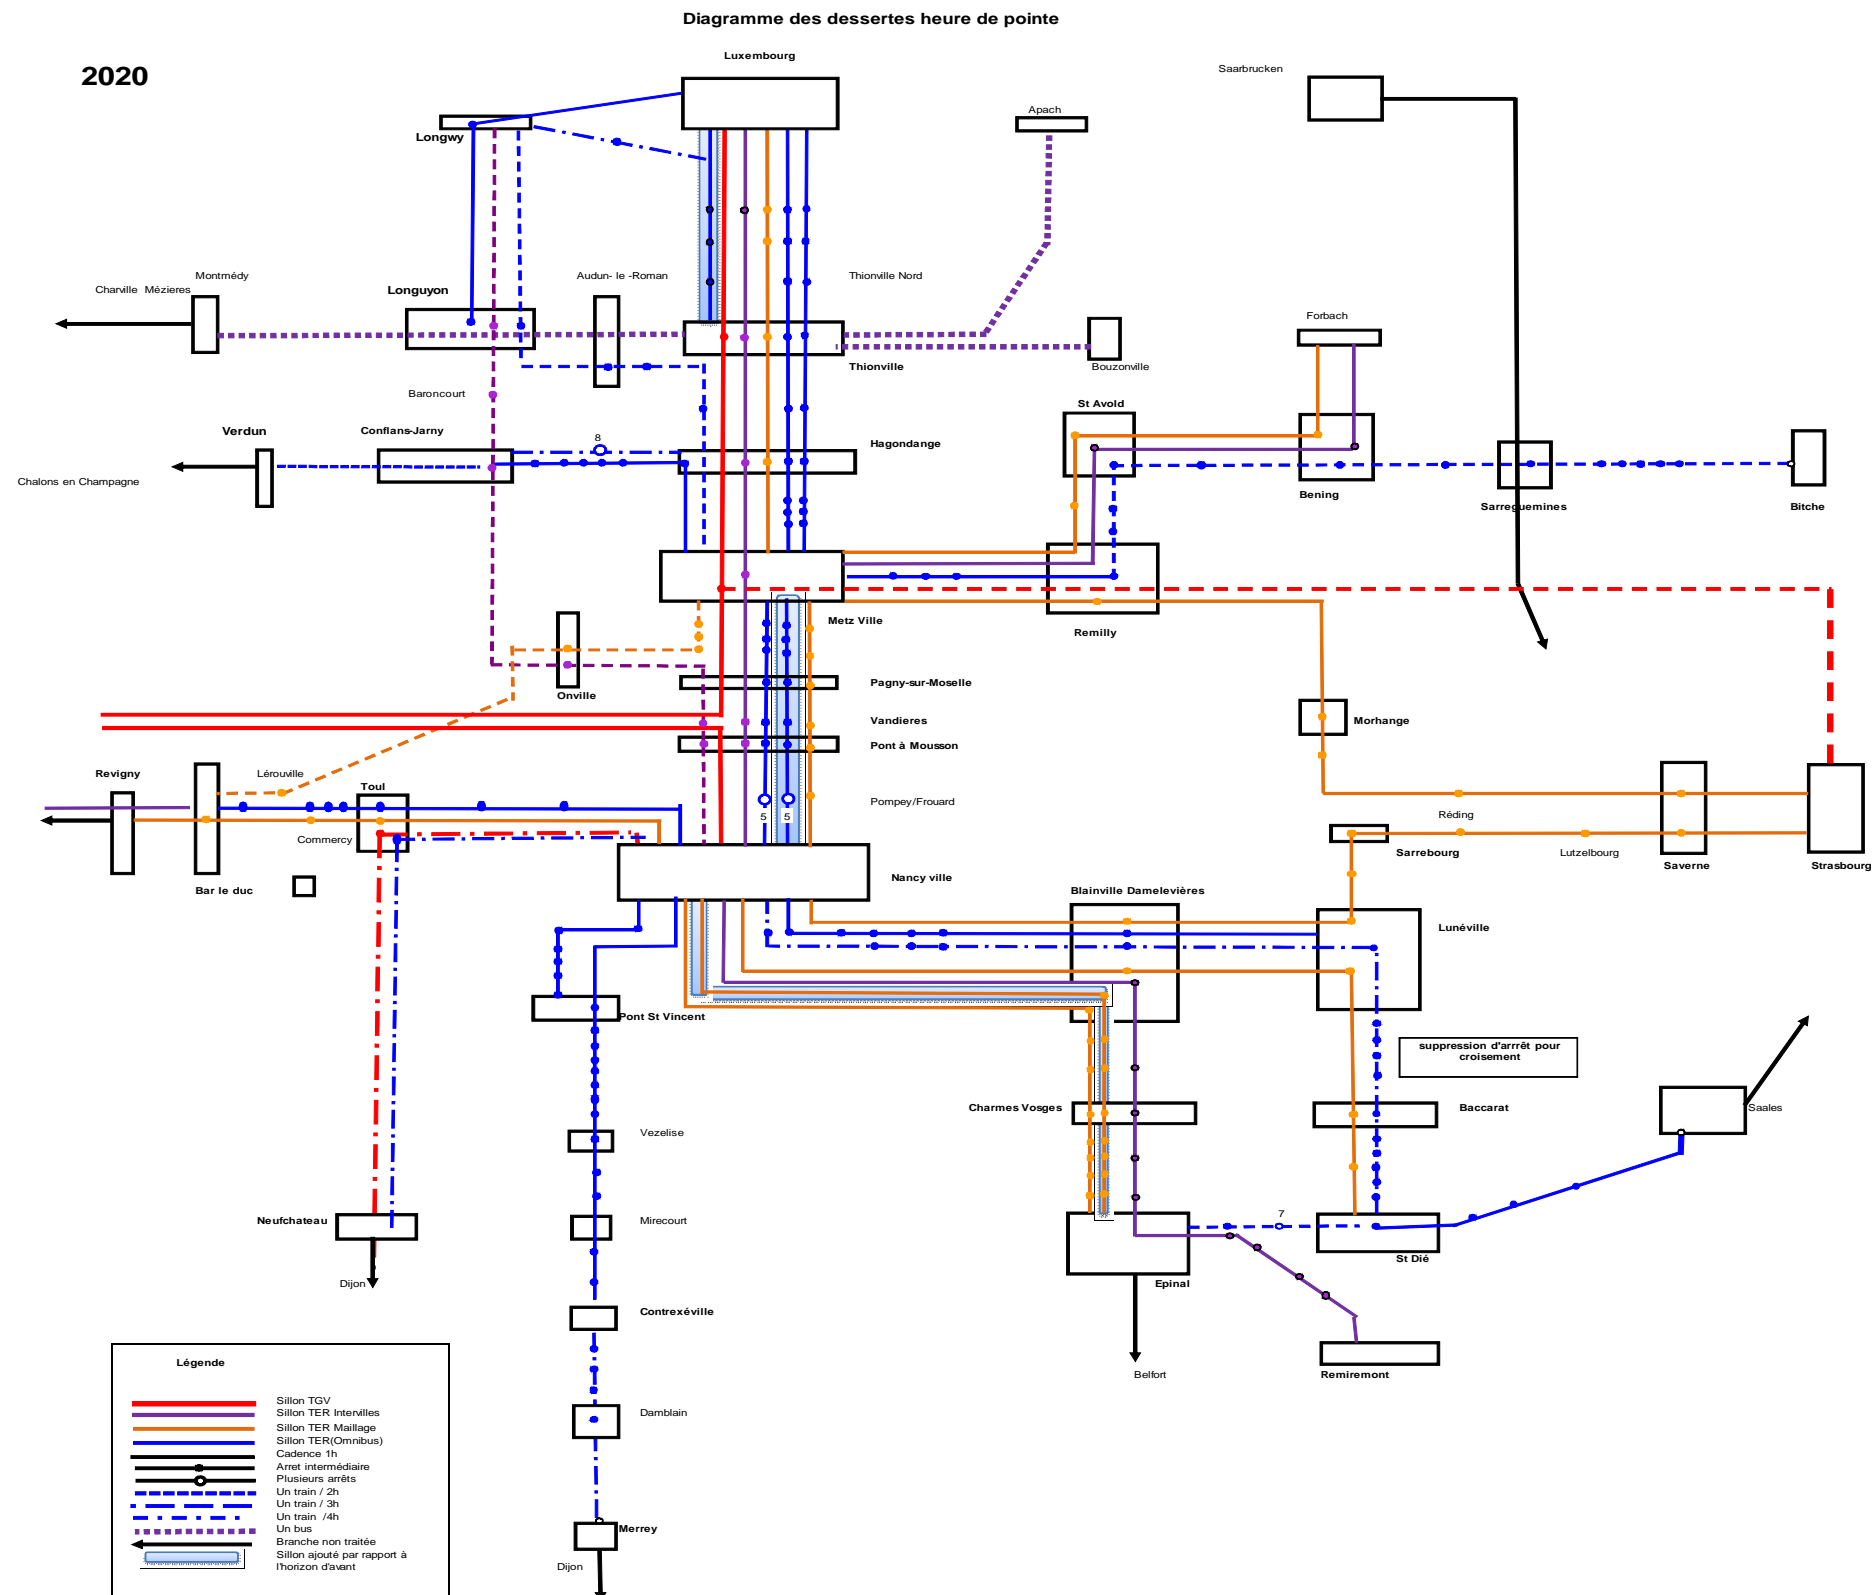 Diagramme des dessertes heure de pointe
2020
Luxembourg
Saarbrucken
Apach
Longwy
Montmédy
Audun- le -Roman
Thionville Nord
Charville Mézieres
Longuyon
Forbach
Thionville
Bouzonville
Baroncourt
St Avold
Verdun
Conflans-Jarny
8
Hagondange
Chalons en Champagne
Bening
Sarreguemines
Bitche
Metz Ville
Remilly
Onville
Pagny-sur-Moselle
Vandieres
Morhange
Pont à Mousson
Revigny
Lérouville
Toul
Pompey/Frouard
5
5
Réding
Commercy
Sarrebourg
Lutzelbourg
Saverne
Strasbourg
Bar le duc
Nancy ville
Blainville Damelevières
Lunéville
Pont St Vincent
suppression d'arrrêt pour
croisement
Charmes Vosges
Baccarat
Saales
Vezelise
Neufchateau
Mirecourt
7
St Dié
Dijon
Epinal
Contrexéville
Belfort
Remiremont
Damblain
Merrey
Dijon
Légende
Sillon TGV
Sillon TER Intervilles
Sillon TER Maillage
Sillon TER(Omnibus)
Cadence 1h
Arret intermédiaire
Plusieurs arrêts
Un train / 2h
Un train / 3h
Un train /4h
Un bus
Branche non traitée
Sillon ajouté par rapport à
l'horizon d'avant